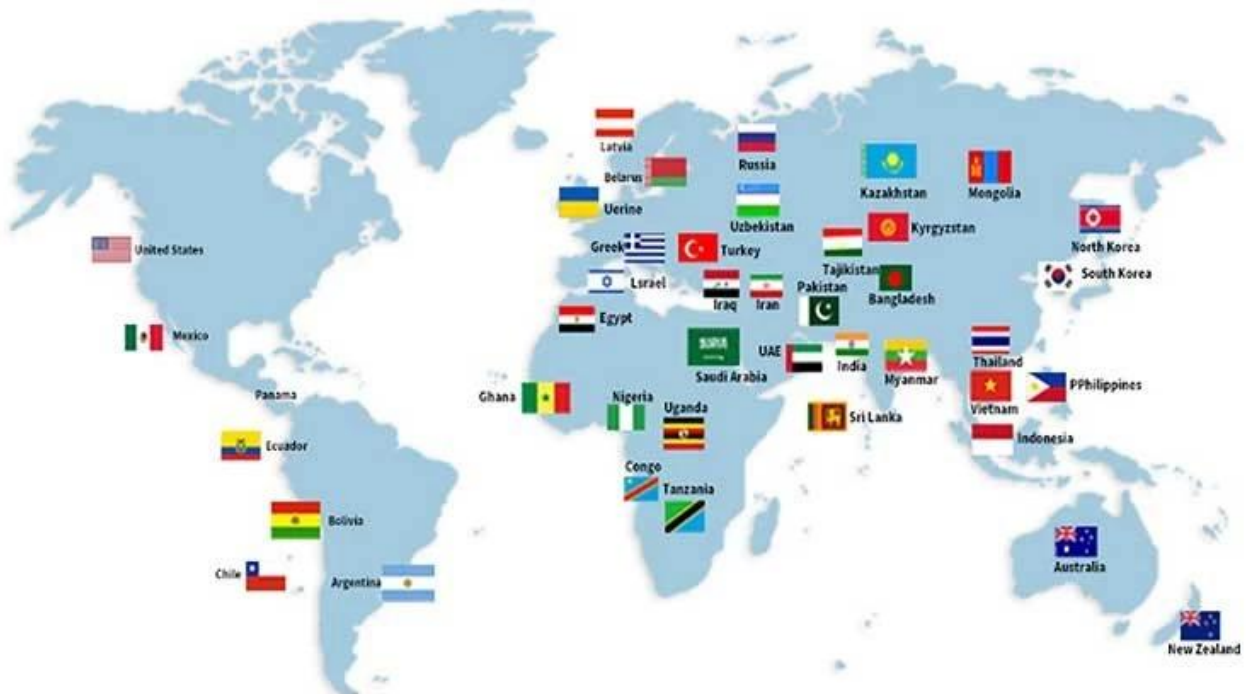 Latvia
Russia
Belarus
Kazakhstan
Mongolia
Uerine
Uzbekistan
Kyrgyzstan
North Korea
United States
Greek
Turkey
Tajikistan
South Korea
Lsrael
Iraq
Iran
Pakistan
Bangladesh
Egypt
Mexico
Saudi Arabia
UAE
India
Myanmar
Thailand
Panama
Ghana
Nigeria
Uganda
Sri Lanka
Vietnam
PPhilippines
Ecuador
Indonesia
Congo
Tanzania
Bolivia
Chile
Argentina
Australia
New Zealand